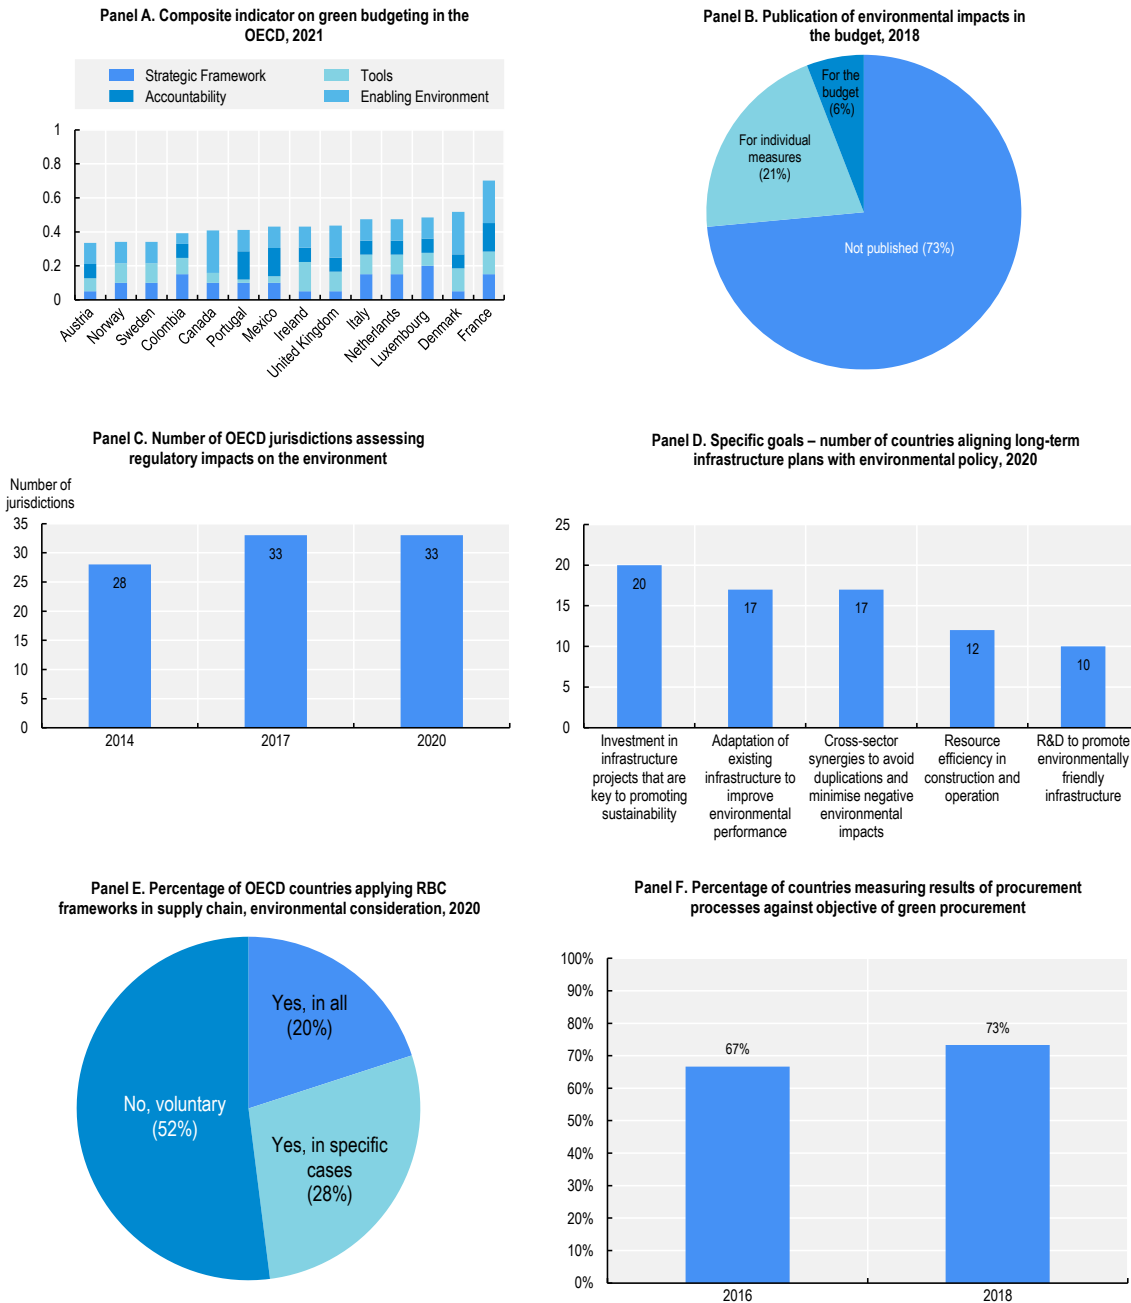 Panel A. Composite indicator on green budgeting in the
OECD, 2021
Strategic Framework
Tools
Accountability
Enabling Environment
1
0.8
0.6
0.4
0.2
0
Austria
Norway
Sweden
Colombia
Canada
Portugal
Mexico
Ireland
United Kingdom
Italy
Netherlands
Luxembourg
Denmark
France
Panel B. Publication of environmental impacts in
the budget, 2018
For the
budget
(6%)
For individual
measures
(21%)
Not published (73%)
Panel C. Number of OECD jurisdictions assessing
regulatory impacts on the environment
Number of
jurisdictions
35
30
25
20
15
10
5
0
28
33
33
2014
2017
2020
Panel D. Specific goals – number of countries aligning long-term
infrastructure plans with environmental policy, 2020
25
20
15
10
5
0
20
17
17
12
10
Investment in
infrastructure
projects that are
key to promoting
sustainability
Adaptation of
existing
infrastructure to
improve
environmental
performance
Cross-sector
synergies to avoid
duplications and
minimise negative
environmental
impacts
Resource
efficiency in
construction and
operation
R&D to promote
environmentally
friendly
infrastructure
Panel E. Percentage of OECD countries applying RBC
frameworks in supply chain, environmental consideration, 2020
Yes, in all
(20%)
No, voluntary
(52%)
Yes, in specific
cases
(28%)
Panel F. Percentage of countries measuring results of procurement
processes against objective of green procurement
100%
90%
80%
70%
60%
50%
40%
30%
20%
10%
0%
67%
73%
2016
2018